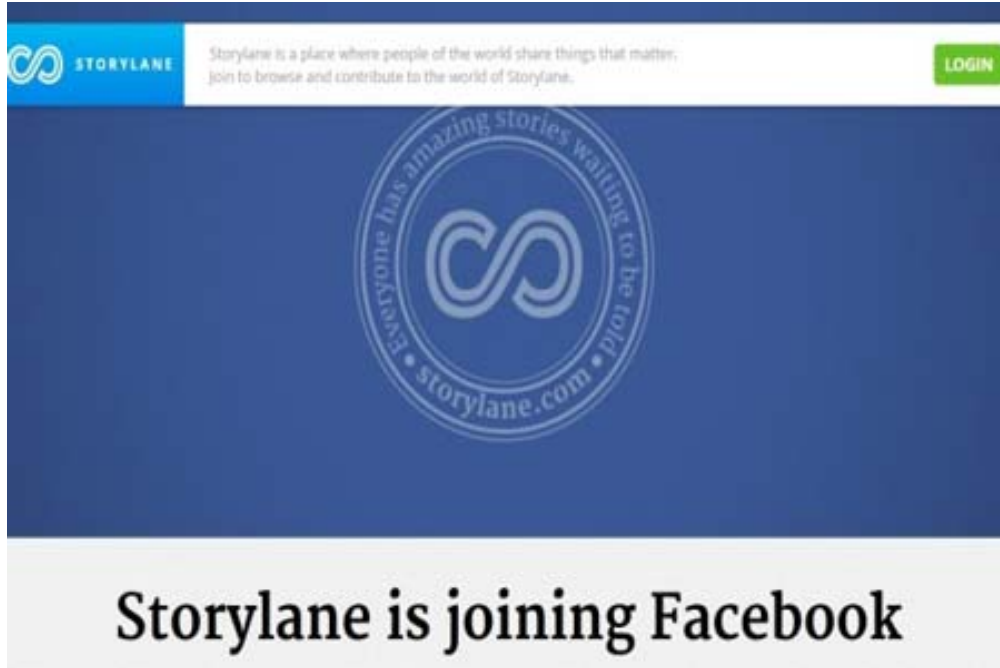 STORYLANE
Storylane is a place where people of the world share things that matter.
Join to browse and contribute to the world of Storylane.
LOGIN
Everyone has amazing stories waiting to be told
• storylane.com •
Storylane is joining Facebook